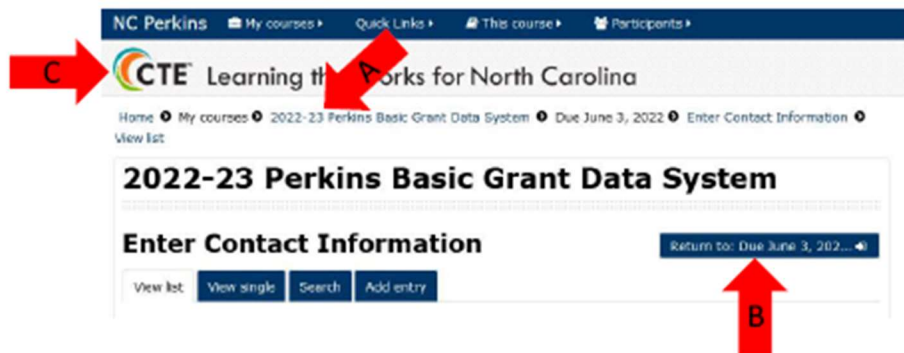 NC Perkins My courses Quick Links This course Participants
C
CTE Learning th A orks for North Carolina
Home My courses 2022-23 Perkins Basic Grant Data System Due June 3, 2022 Enter Contact Information
View list
2022-23 Perkins Basic Grant Data System
Enter Contact Information
Return to: Due June 3, 202...
View list View single Search Add entry
B